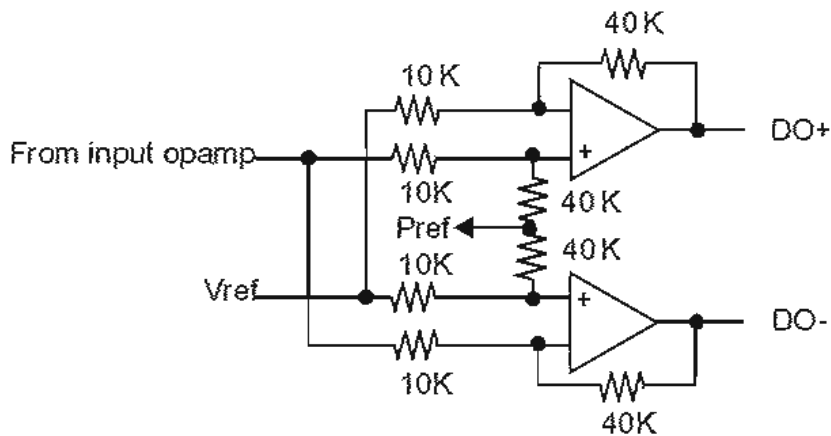 40K
10K
DO+
From input opamp
+
10K
40K
Pref
40K
10K
Vref
+
DO-
10K
40K